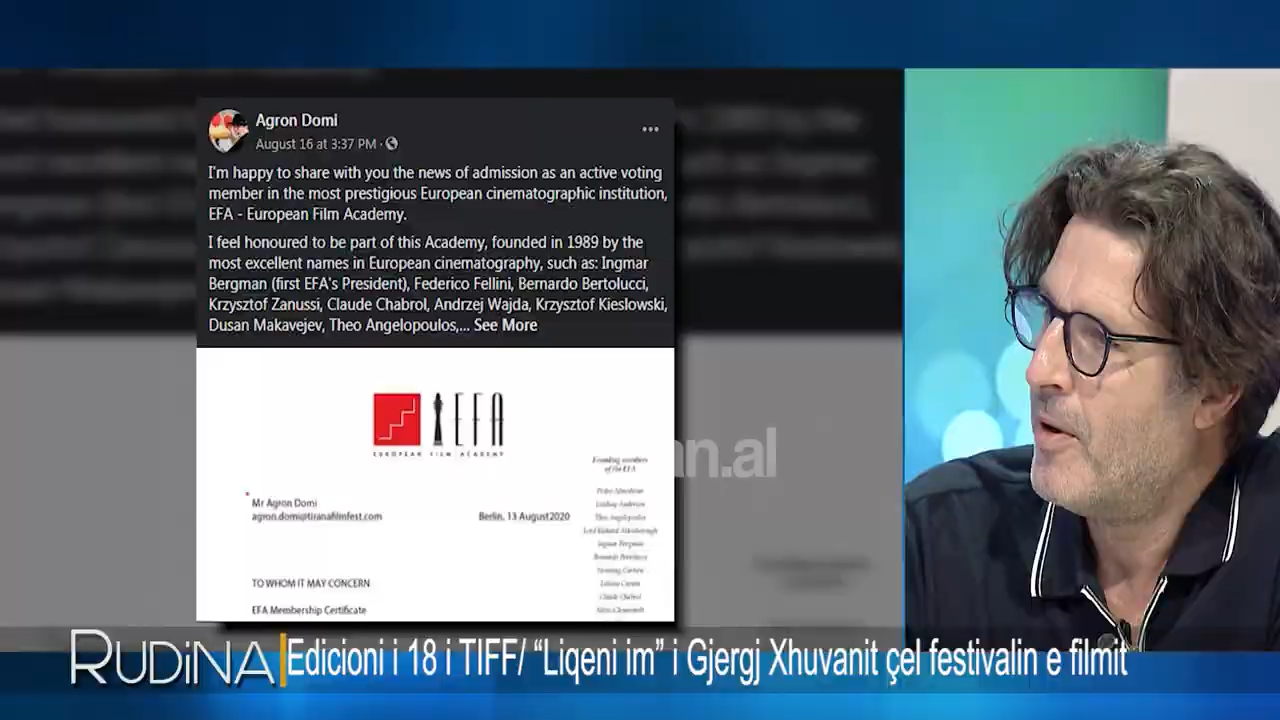 Agron Domi
August 16 at 3:37 PM
I'm happy to share with you the news of admission as an active voting
member in the most prestigious European cinematographic institution,
EFA - European Film Academy.
I feel honoured to be part of this Academy, founded in 1989 by the
most excellent names in European cinematography, such as: Ingmar
Bergman (first EFA's President), Federico Fellini, Bernardo Bertolucci,
Krzysztof Zanussi, Claude Chabrol, Andrzej Wajda, Krzysztof Kieslowski,
Dusan Makavejev, Theo Angelopoulos,... See More
EFA
EUROPEAN FILM ACADEMY
an.al
Founding members
of the EFA
Mr Agron Domi
agron.domi@tiranafilmfest.com
Berlin, 13 August2020
Claude Chabrol
TO WHOM IT MAY CONCERN
EFA Membership Certificate
RUDiNA
Edicioni i 18 i TIFF/ “Liqeni im” i Gjergj Xhuvanit çel festivalin e filmit